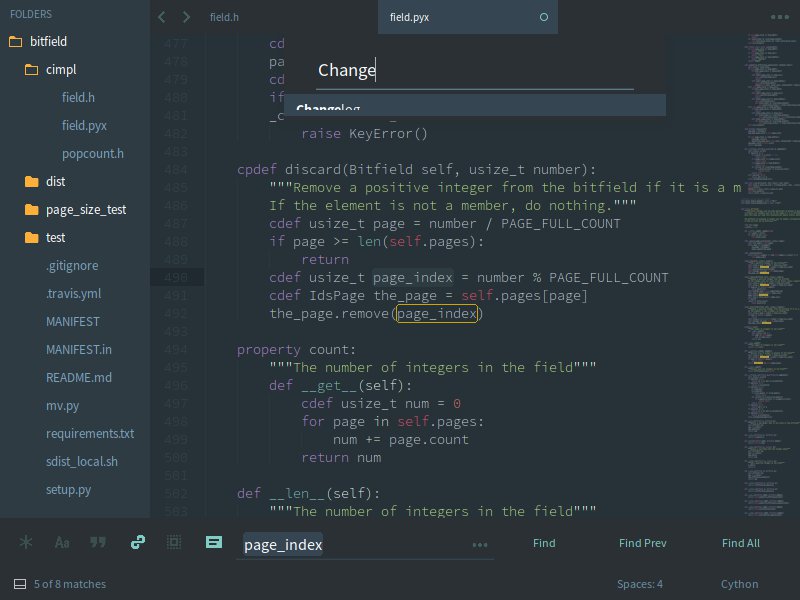 FOLDERS
bitfield
cimpl
field.h
field.pyx
popcount.h
dist
page_size_test
test
.gitignore
.travis.yml
MANIFEST
MANIFEST.in
README.md
mv.py
requirements.txt
sdist_local.sh
setup.py
field.h
field.pyx
Change
Changelog
477 cd
478 pa
479 cd
480 if
481 _c
482 raise KeyError()
483
484 cpdef discard(Bitfield self, usize_t number):
485 """Remove a positive integer from the bitfield if it is a m
486 If the element is not a member, do nothing."""
487 cdef usize_t page = number / PAGE_FULL_COUNT
488 if page >= len(self.pages):
489 return
490 cdef usize_t page_index = number % PAGE_FULL_COUNT
491 cdef IdsPage the_page = self.pages[page]
492 the_page.remove(page_index)
493
494 property count:
495 """The number of integers in the field"""
496 def __get__(self):
497 cdef usize_t num = 0
498 for page in self.pages:
499 num += page.count
500 return num
501
502 def __len__(self):
503 """The number of integers in the field"""
Aa
page_index
Find
Find Prev
Find All
5 of 8 matches
Spaces: 4
Cython